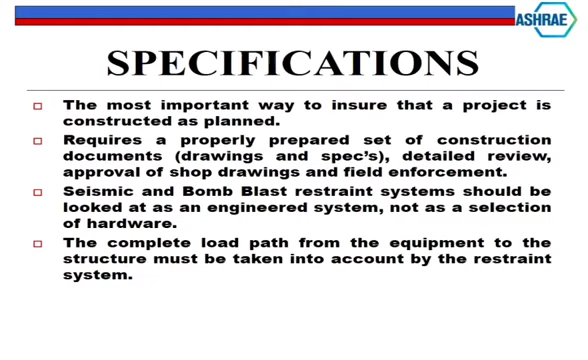 ASHRAE
SPECIFICATIONS
The most important way to insure that a project is
constructed as planned.
Requires a properly prepared set of construction
documents (drawings and spec's), detailed review,
approval of shop drawings and field enforcement.
Seismic and Bomb Blast restraint systems should be
looked at as an engineered system, not as a selection
of hardware.
The complete load path from the equipment to the
structure must be taken into account by the restraint
system.